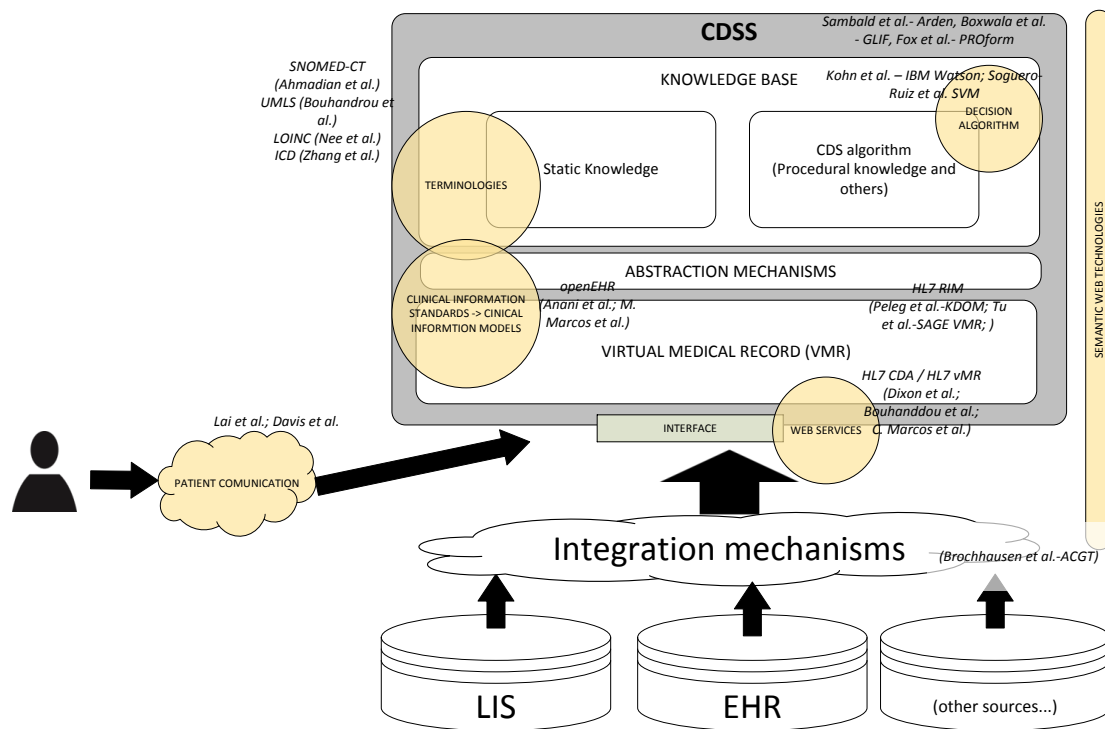 CDSS
Sambald et al.- Arden, Boxwala et al.
- GLIF, Fox et al.- PROform
SNOMED-CT
(Ahmadian et al.)
UMLS (Bouhandrou et
al.)
LOINC (Nee et al.)
ICD (Zhang et al.)
KNOWLEDGE BASE
Kohn et al. – IBM Watson; Soguero-
Ruiz et al. SVM
DECISION
ALGORITHM
TERMINOLOGIES
Static Knowledge
CDS algorithm
(Procedural knowledge and
others)
SEMANTIC WEB TECHNOLOGIES
ABSTRACTION MECHANISMS
CLINICAL INFORMATION
STANDARDS -> CINICAL
INFORMTION MODELS
openEHR
(Anani et al.; M.
Marcos et al.)
HL7 RIM
(Peleg et al.-KDOM; Tu
et al.-SAGE VMR; )
VIRTUAL MEDICAL RECORD (VMR)
HL7 CDA / HL7 vMR
(Dixon et al.;
Bouhanddou et al.;
C. Marcos et al.)
INTERFACE
WEB SERVICES
Lai et al.; Davis et al.
PATIENT COMUNICATION
Integration mechanisms
(Brochhausen et al.-ACGT)
LIS
EHR
(other sources...)